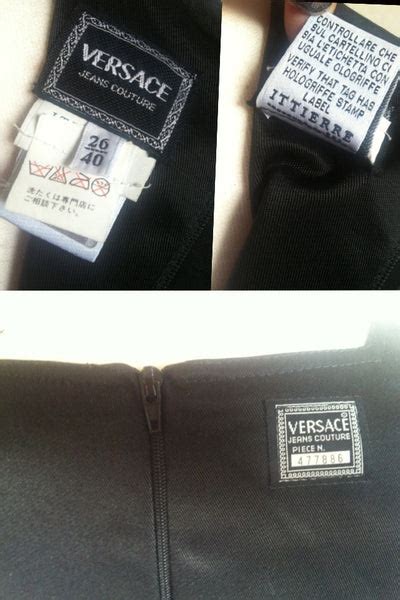 VERSACE
JEANS COUTURE
26
40
洗たくは専門店に
ご相談下さい。
CONTROLLARE CHE
SUL CARTELLINO CI
SIA L'ETICHETTA CON
UGUALE OLOGRIFFE
VERIFY THAT TAG HAS
HOLOGRIFFE STAMP
LABEL
ITTIERRE
VERSACE
JEANS COUTURE
PIECE N.
477886